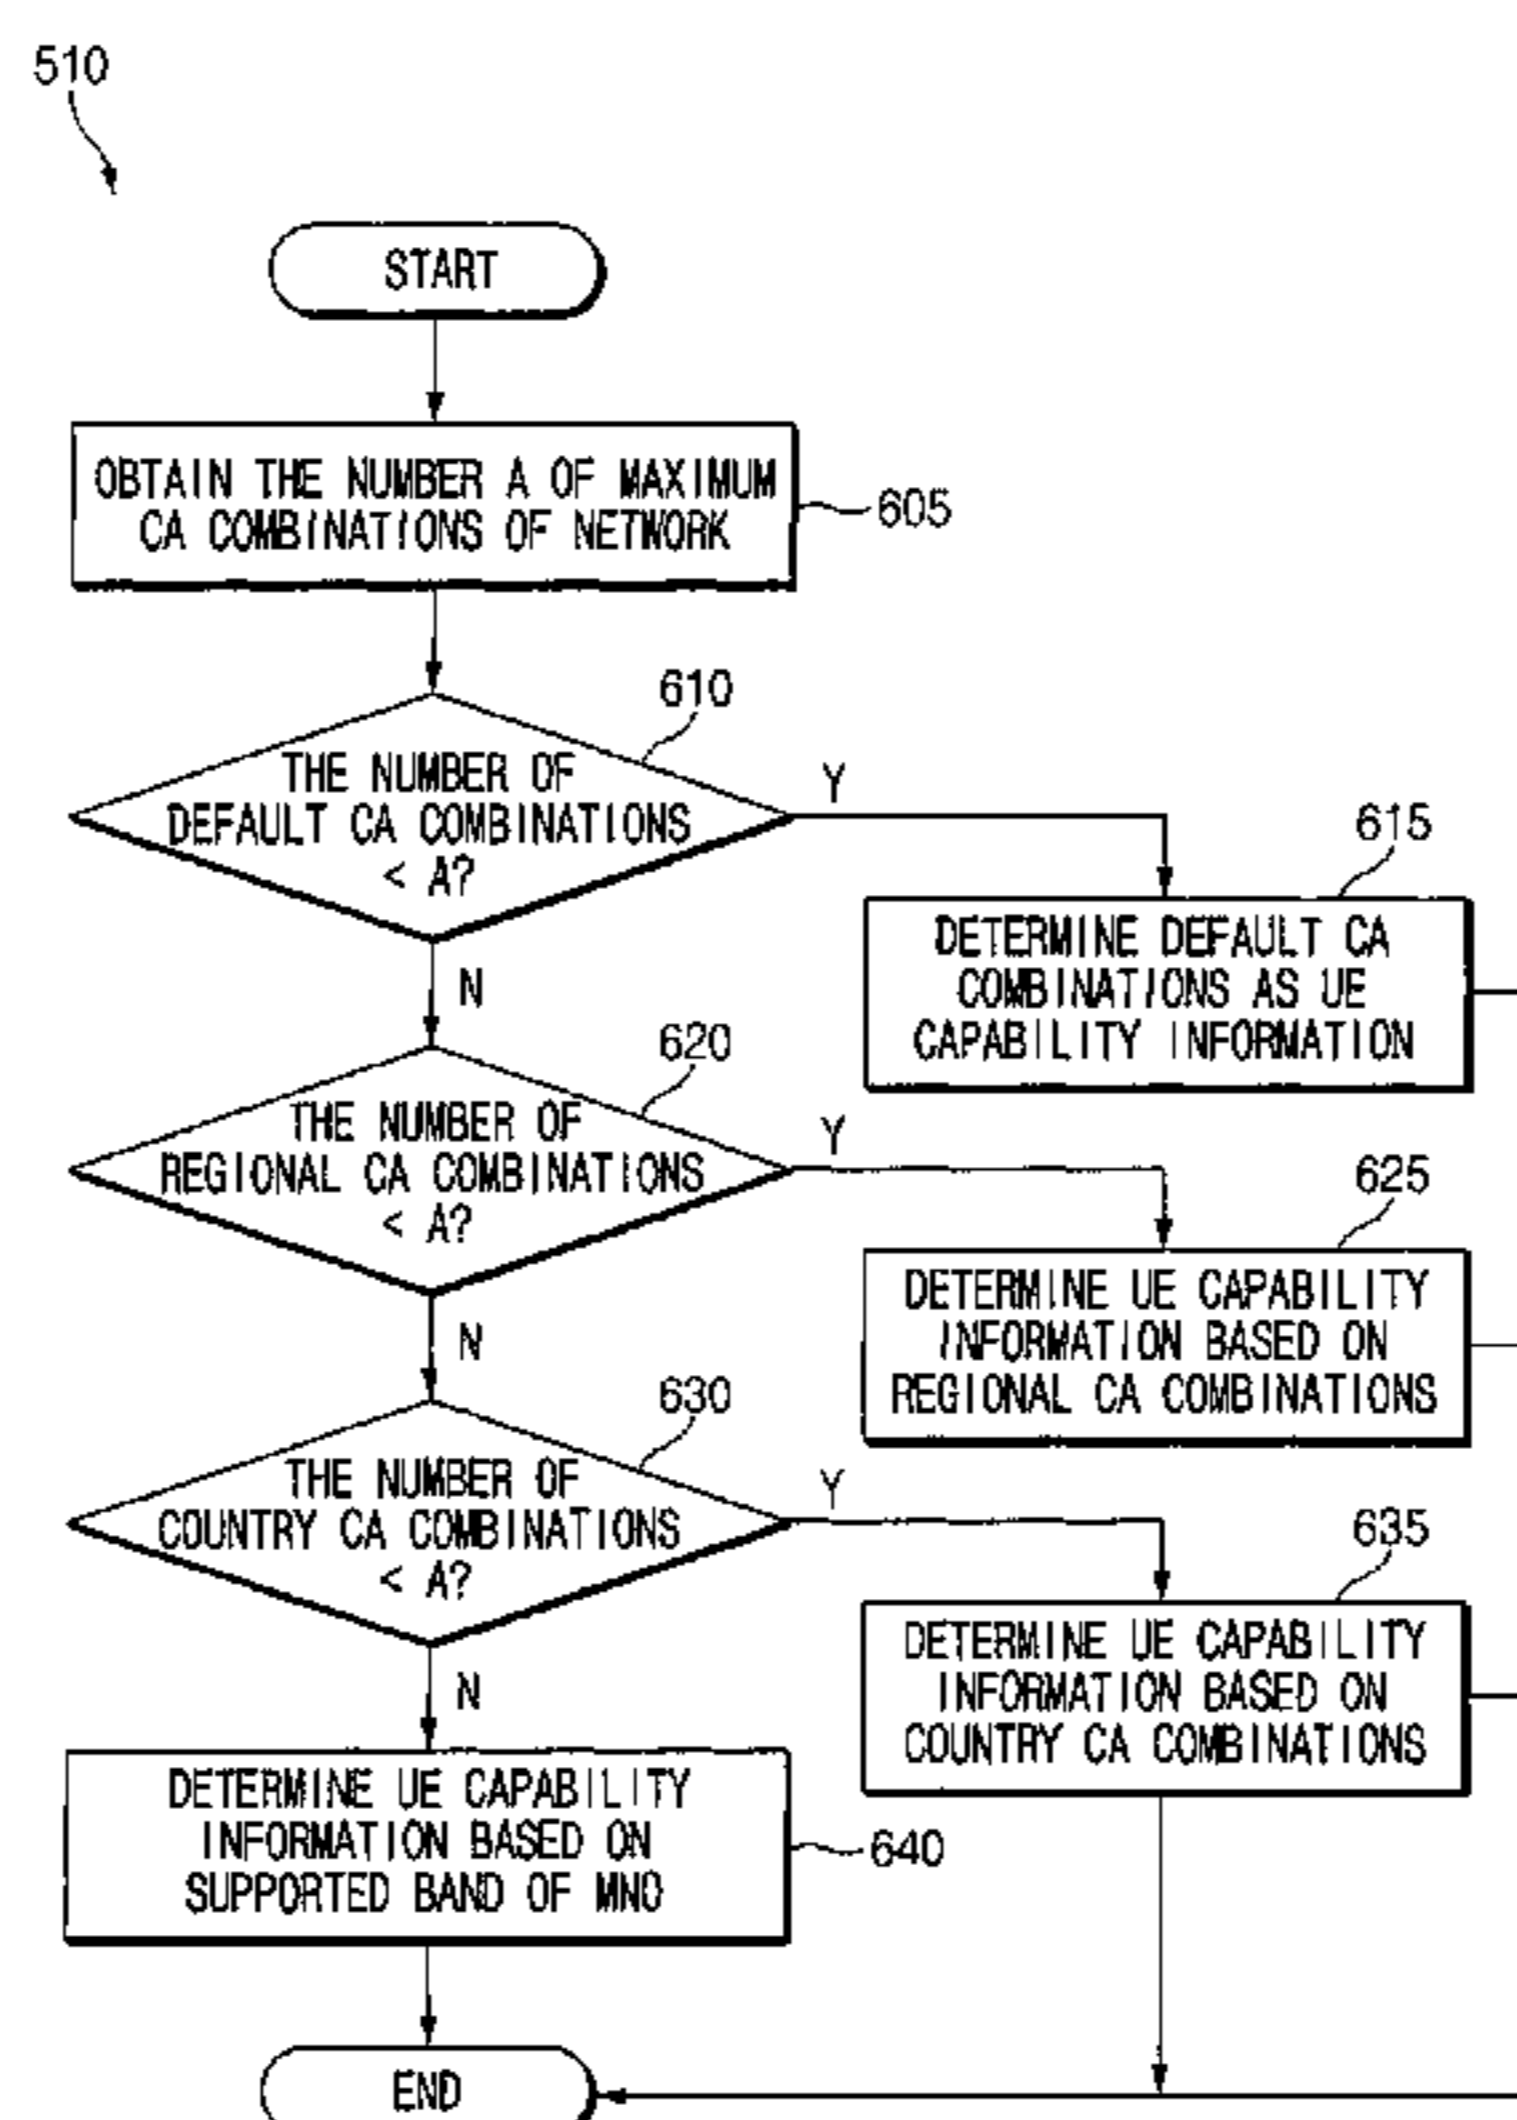 510
START
OBTAIN THE NUMBER A OF MAXIMUM
CA COMBINATIONS OF NETWORK
605
610
THE NUMBER OF
DEFAULT CA COMBINATIONS
< A?
Y
N
615
DETERMINE DEFAULT CA
COMBINATIONS AS UE
CAPABILITY INFORMATION
620
THE NUMBER OF
REGIONAL CA COMBINATIONS
< A?
Y
N
625
DETERMINE UE CAPABILITY
INFORMATION BASED ON
REGIONAL CA COMBINATIONS
630
THE NUMBER OF
COUNTRY CA COMBINATIONS
< A?
Y
N
635
DETERMINE UE CAPABILITY
INFORMATION BASED ON
COUNTRY CA COMBINATIONS
DETERMINE UE CAPABILITY
INFORMATION BASED ON
SUPPORTED BAND OF MNO
640
END